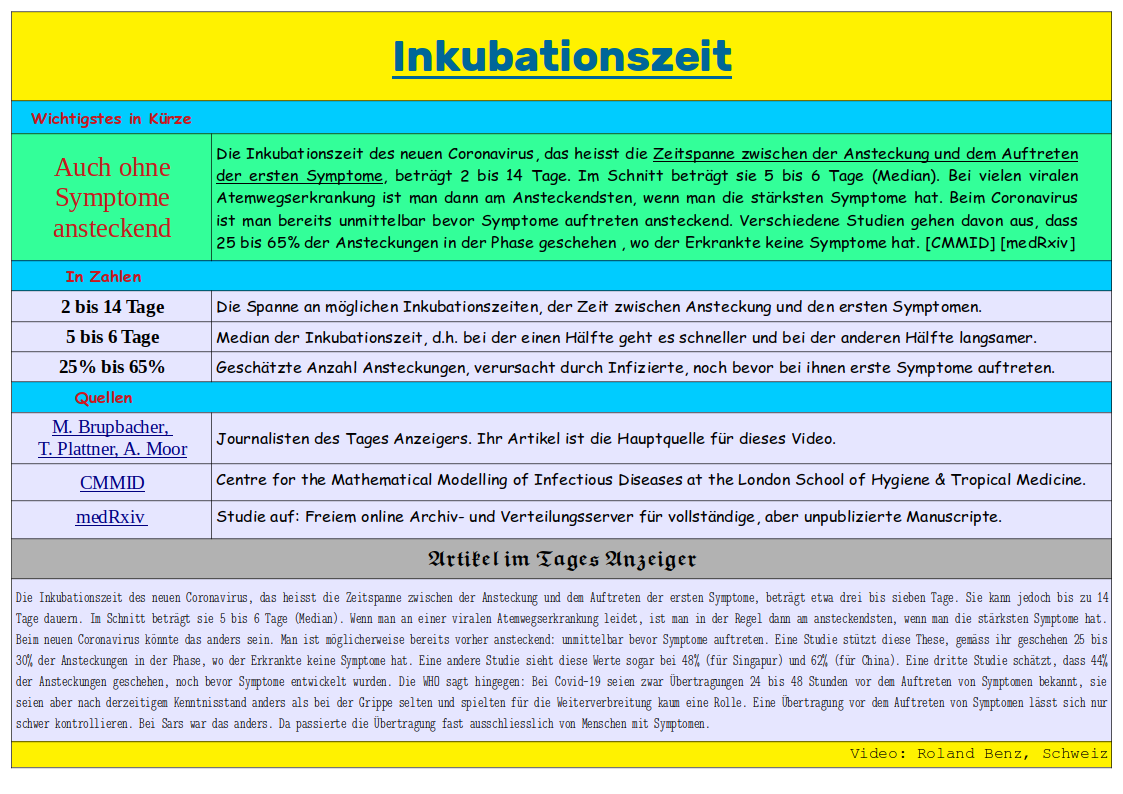 Inkubationszeit
Wichtigstes in Kürze
Auch ohne
Symptome
ansteckend
Die Inkubationszeit des neuen Coronavirus, das heisst die Zeitspanne zwischen der Ansteckung und dem Auftreten
der ersten Symptome, beträgt 2 bis 14 Tage. Im Schnitt beträgt sie 5 bis 6 Tage (Median). Bei vielen viralen
Atemwegserkrankung ist man dann am Ansteckendsten, wenn man die stärksten Symptome hat. Beim Coronavirus
ist man bereits unmittelbar bevor Symptome auftreten ansteckend. Verschiedene Studien gehen davon aus, dass
25 bis 65% der Ansteckungen in der Phase geschehen , wo der Erkrankte keine Symptome hat. [CMMID] [medRxiv]
In Zahlen
2 bis 14 Tage
Die Spanne an möglichen Inkubationszeiten, der Zeit zwischen Ansteckung und den ersten Symptomen.
5 bis 6 Tage
Median der Inkubationszeit, d.h. bei der einen Hälfte geht es schneller und bei der anderen Hälfte langsamer.
25% bis 65%
Geschätzte Anzahl Ansteckungen, verursacht durch Infizierte, noch bevor bei ihnen erste Symptome auftreten.
Quellen
M. Brupbacher,
T. Plattner, A. Moor
Journalisten des Tages Anzeigers. Ihr Artikel ist die Hauptquelle für dieses Video.
CMMID
Centre for the Mathematical Modelling of Infectious Diseases at the London School of Hygiene & Tropical Medicine.
medRxiv
Studie auf: Freiem online Archiv- und Verteilungsserver für vollständige, aber unpublizierte Manuscripte.
Artikel im Tages Anzeiger
Die Inkubationszeit des neuen Coronavirus, das heisst die Zeitspanne zwischen der Ansteckung und dem Auftreten der ersten Symptome, beträgt etwa drei bis sieben Tage. Sie kann jedoch bis zu 14
Tage dauern. Im Schnitt beträgt sie 5 bis 6 Tage (Median). Wenn man an einer viralen Atemwegserkrankung leidet, ist man in der Regel dann am ansteckendsten, wenn man die stärksten Symptome hat.
Beim neuen Coronavirus könnte das anders sein. Man ist möglicherweise bereits vorher ansteckend: unmittelbar bevor Symptome auftreten. Eine Studie stützt diese These, gemäss ihr geschehen 25 bis
30% der Ansteckungen in der Phase, wo der Erkrankte keine Symptome hat. Eine andere Studie sieht diese Werte sogar bei 48% (für Singapur) und 62% (für China). Eine dritte Studie schätzt, dass 44%
der Ansteckungen geschehen, noch bevor Symptome entwickelt wurden. Die WHO sagt hingegen: Bei Covid-19 seien zwar Übertragungen 24 bis 48 Stunden vor dem Auftreten von Symptomen bekannt, sie
seien aber nach derzeitigem Kenntnisstand anders als bei der Grippe selten und spielten für die Weiterverbreitung kaum eine Rolle. Eine Übertragung vor dem Auftreten von Symptomen lässt sich nur
schwer kontrollieren. Bei Sars war das anders. Da passierte die Übertragung fast ausschliesslich von Menschen mit Symptomen.
Video: Roland Benz, Schweiz